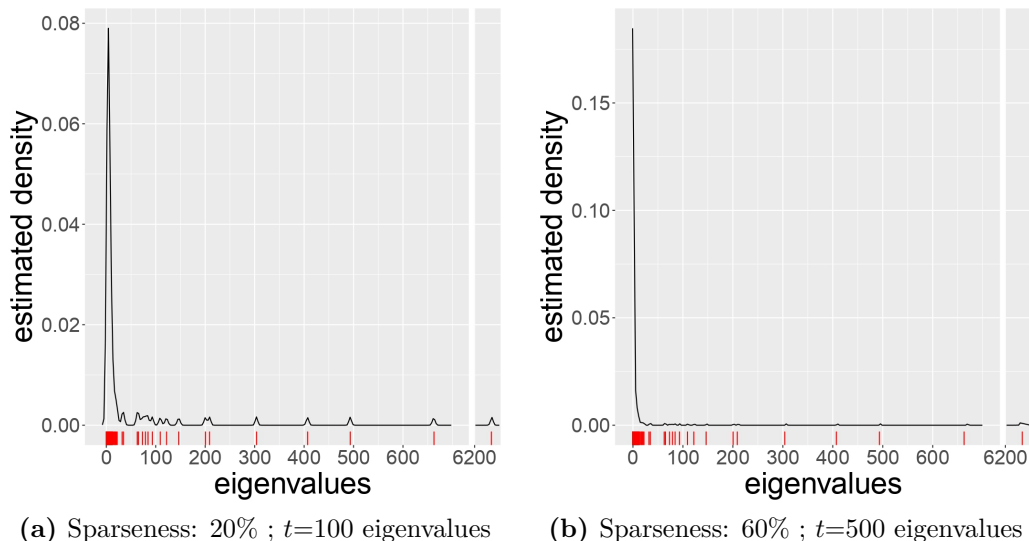 0.08
0.06
0.04
0.02
0.00
estimated density
0 100 200 300 400 500 600 6200
eigenvalues
(a) Sparseness: 20% ; t=100 eigenvalues
0.15
0.10
0.05
0.00
estimated density
0 100 200 300 400 500 600 6200
eigenvalues
(b) Sparseness: 60% ; t=500 eigenvalues